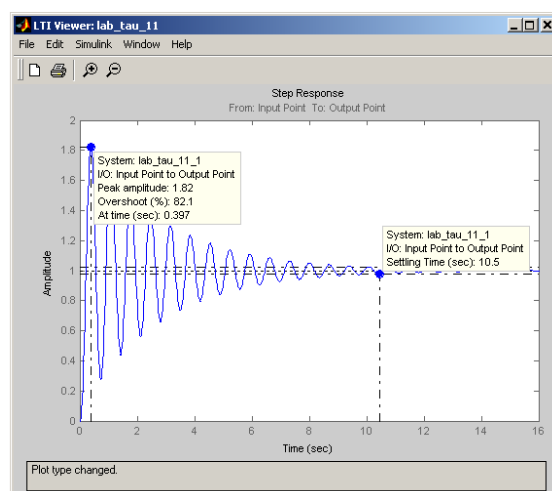 LTI Viewer: lab_tau_11
File Edit Simulink Window Help
Step Response
From: Input Point To: Output Point
Amplitude
2
1.8
1.6
1.4
1.2
1
0.8
0.6
0.4
0.2
0
System: lab_tau_11_1
I/O: Input Point to Output Point
Peak amplitude: 1.82
Overshoot (%): 82.1
At time (sec): 0.397
System: lab_tau_11_1
I/O: Input Point to Output Point
Settling Time (sec): 10.5
0 2 4 6 8 10 12 14 16
Time (sec)
Plot type changed.